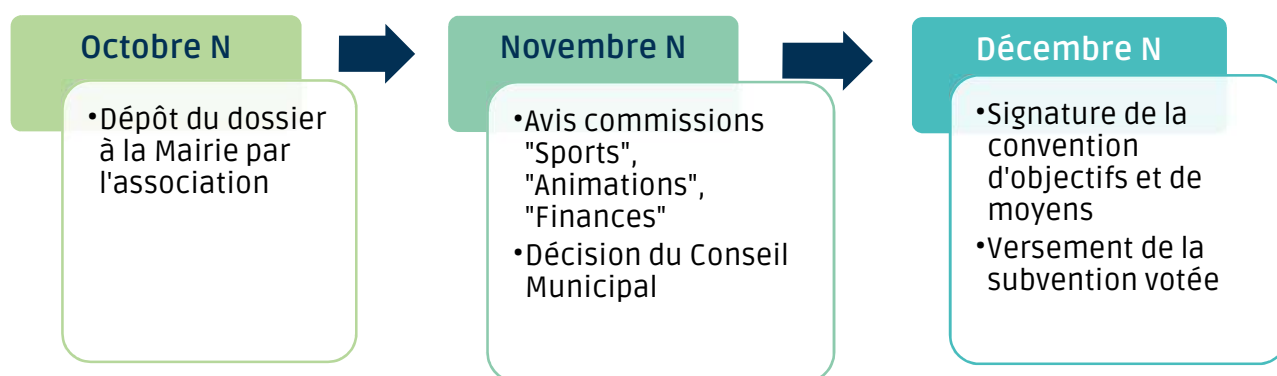 Octobre N
•Dépôt du dossier
à la Mairie par
l'association
Novembre N
•Avis commissions
"Sports",
"Animations",
"Finances"
•Décision du Conseil
Municipal
Décembre N
•Signature de la
convention
d'objectifs et de
moyens
•Versement de la
subvention votée